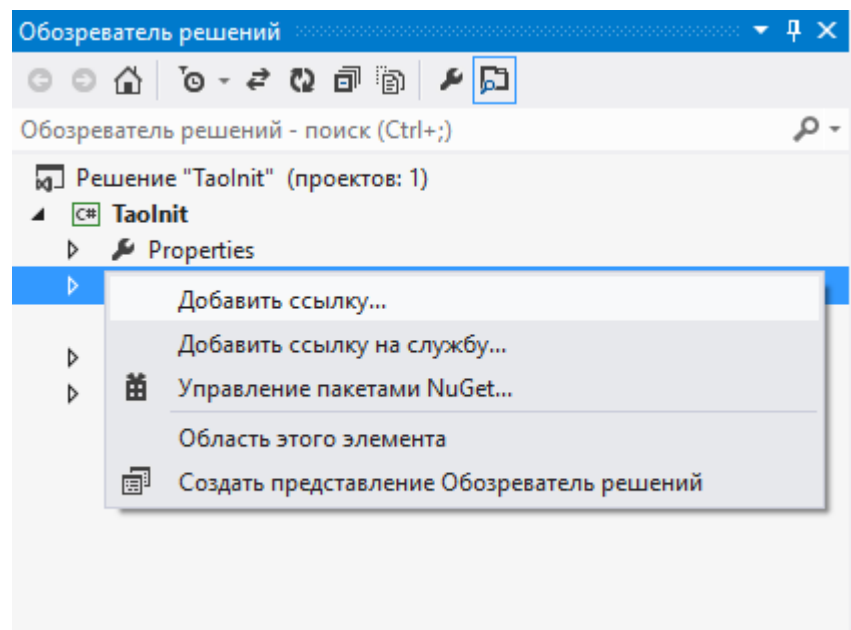 Обозреватель решений
Обозреватель решений - поиск (Ctrl+;)
Решение "TaoInit" (проектов: 1)
C# TaoInit
Properties
Добавить ссылку...
Добавить ссылку на службу...
Управление пакетами NuGet...
Область этого элемента
Создать представление Обозреватель решений